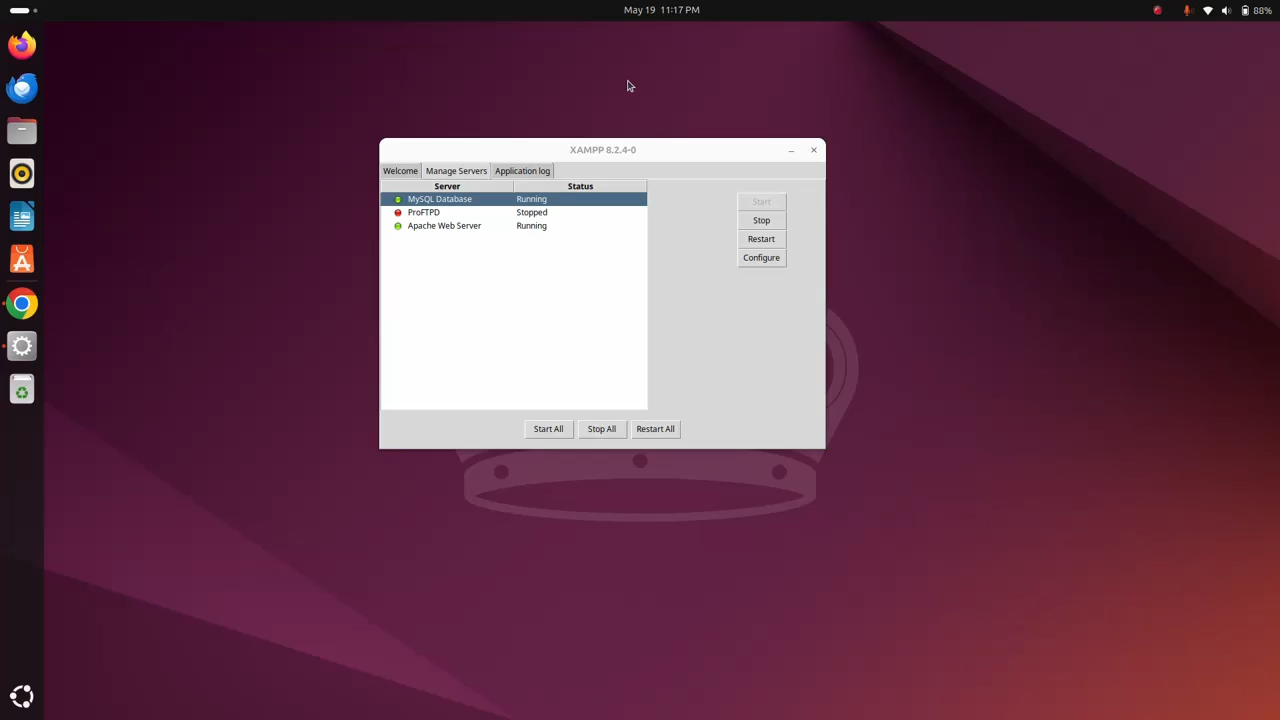 May 19 11:17 PM
88%
XAMPP 8.2.4-0
Welcome Manage Servers Application log
Server Status
MySQL Database Running
ProFTPD Stopped
Apache Web Server Running
Start
Stop
Restart
Configure
Start All Stop All Restart All